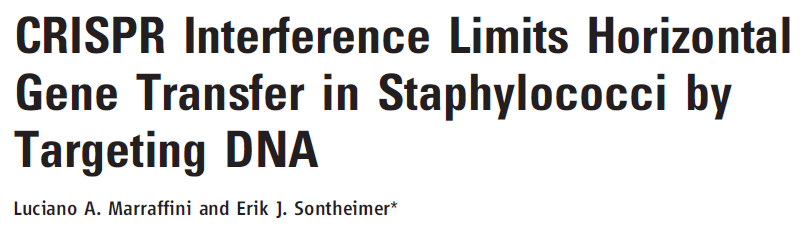 CRISPR Interference Limits Horizontal
Gene Transfer in Staphylococci by
Targeting DNA
Luciano A. Marraffini and Erik J. Sontheimer*